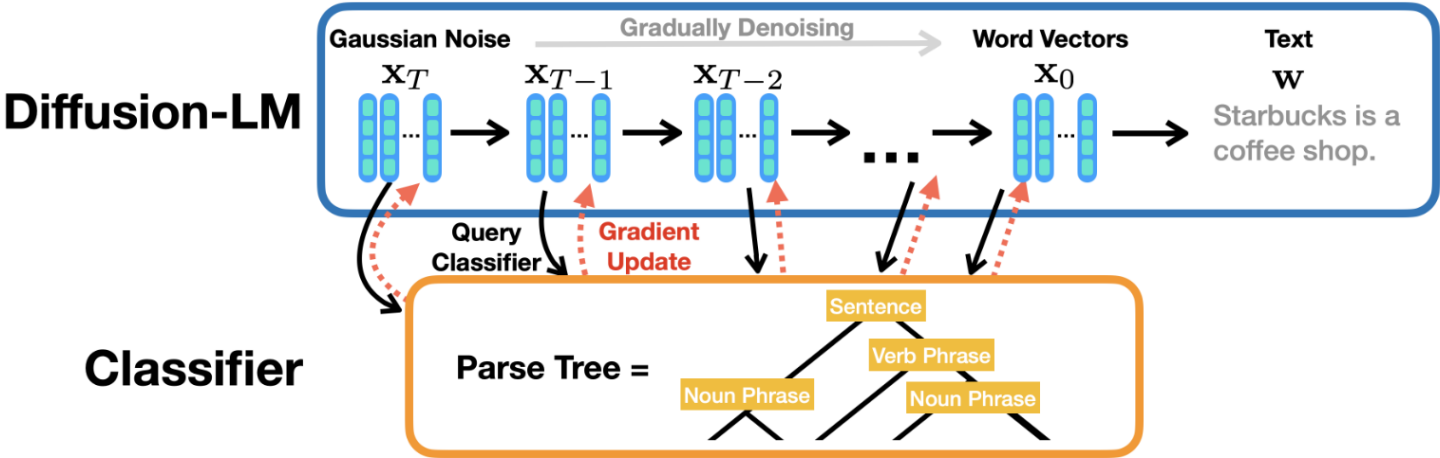 Gradually Denoising
Gaussian Noise
Word Vectors
Text
x_T
x_{T-1}
x_{T-2}
x_0
w
Diffusion-LM
...
...
...
...
...
Starbucks is a
coffee shop.
Query
Classifier
Gradient
Update
Classifier
Parse Tree =
Sentence
Verb Phrase
Noun Phrase
Noun Phrase